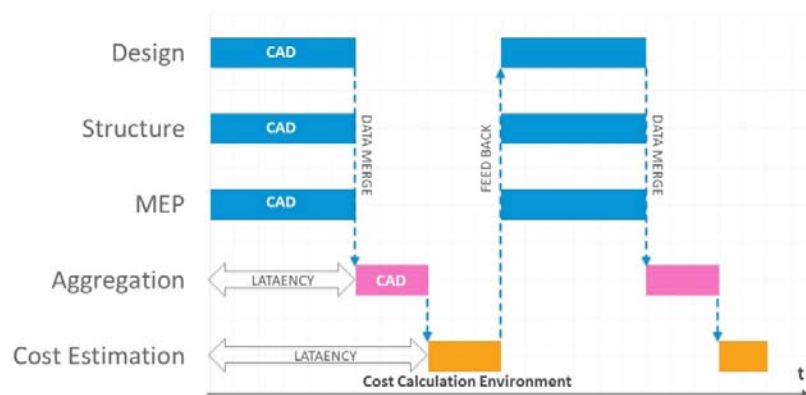 Design
CAD
Structure
CAD
DATA MERGE
FEED BACK
DATA MERGE
MEP
CAD
Aggregation
LATAENCY
CAD
Cost Estimation
LATAENCY
Cost Calculation Environment
t